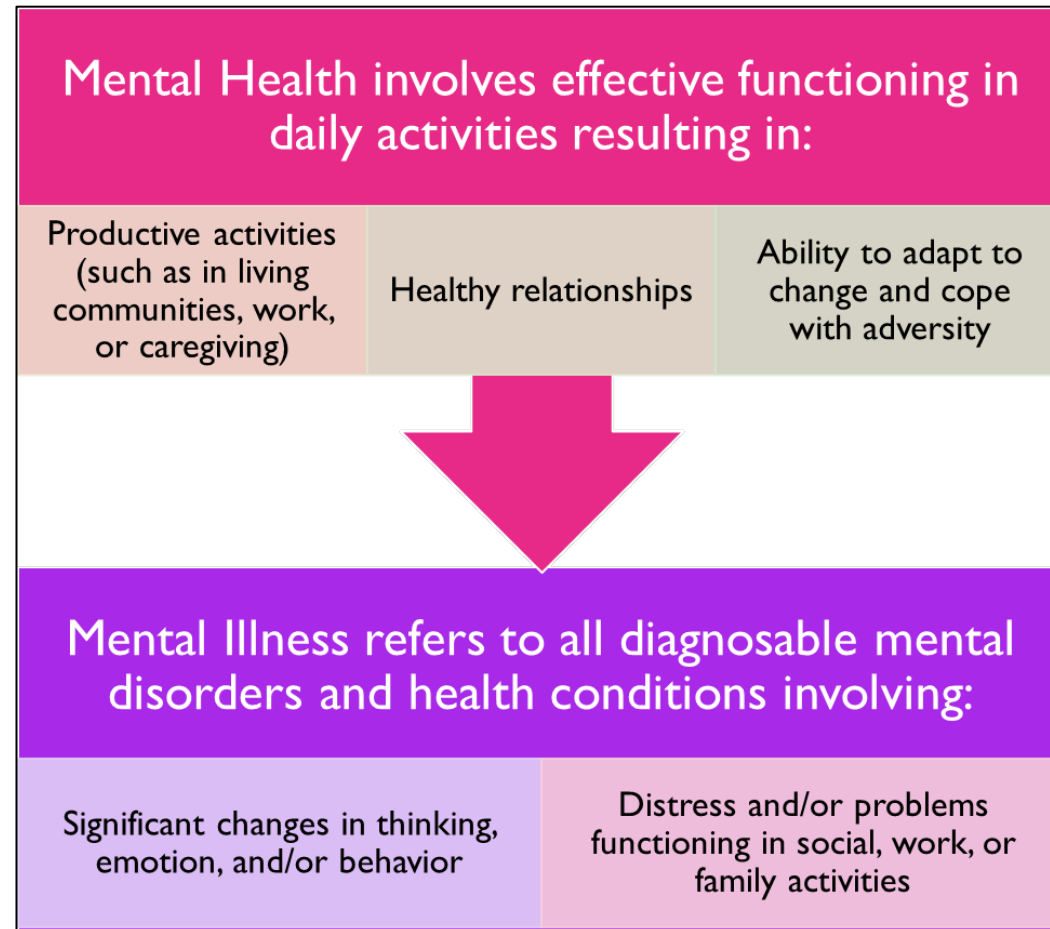 Mental Health involves effective functioning in
daily activities resulting in:
Productive activities
(such as in living
communities, work,
or caregiving)
Healthy relationships
Ability to adapt to
change and cope
with adversity
Mental Illness refers to all diagnosable mental
disorders and health conditions involving:
Significant changes in thinking,
emotion, and/or behavior
Distress and/or problems
functioning in social, work, or
family activities